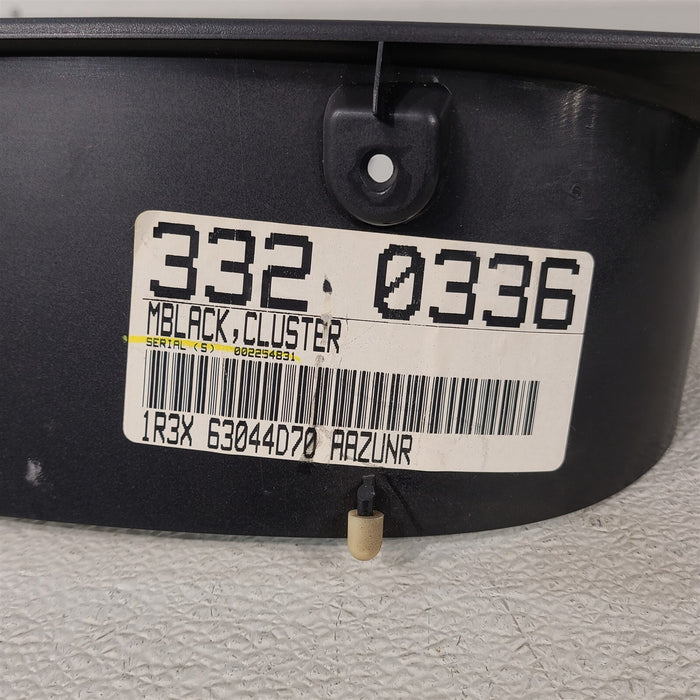 332 0336
MBLACK,CLUSTER
SERIAL (S) 002254831
1R3X 63044D70 AAZUNR